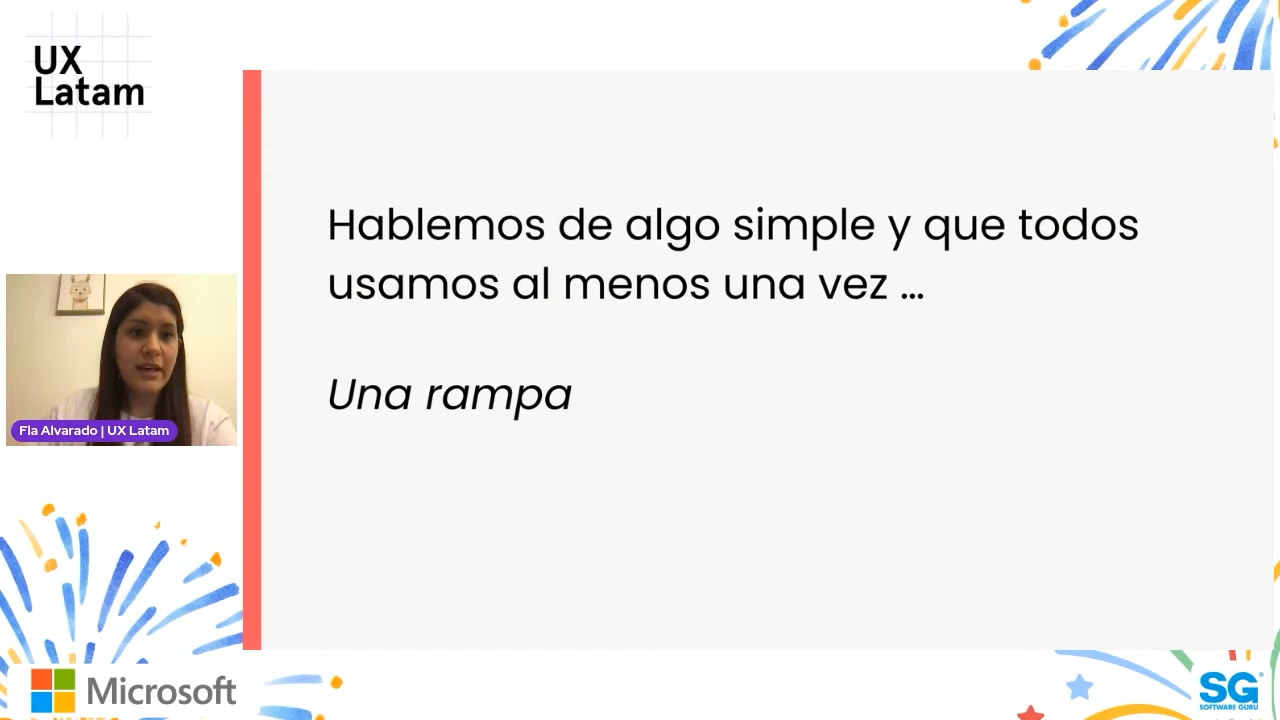 UX
Latam
Hablemos de algo simple y que todos
usamos al menos una vez ...
Una rampa
Fla Alvarado | UX Latam
Microsoft
SG
SOFTWARE GURU